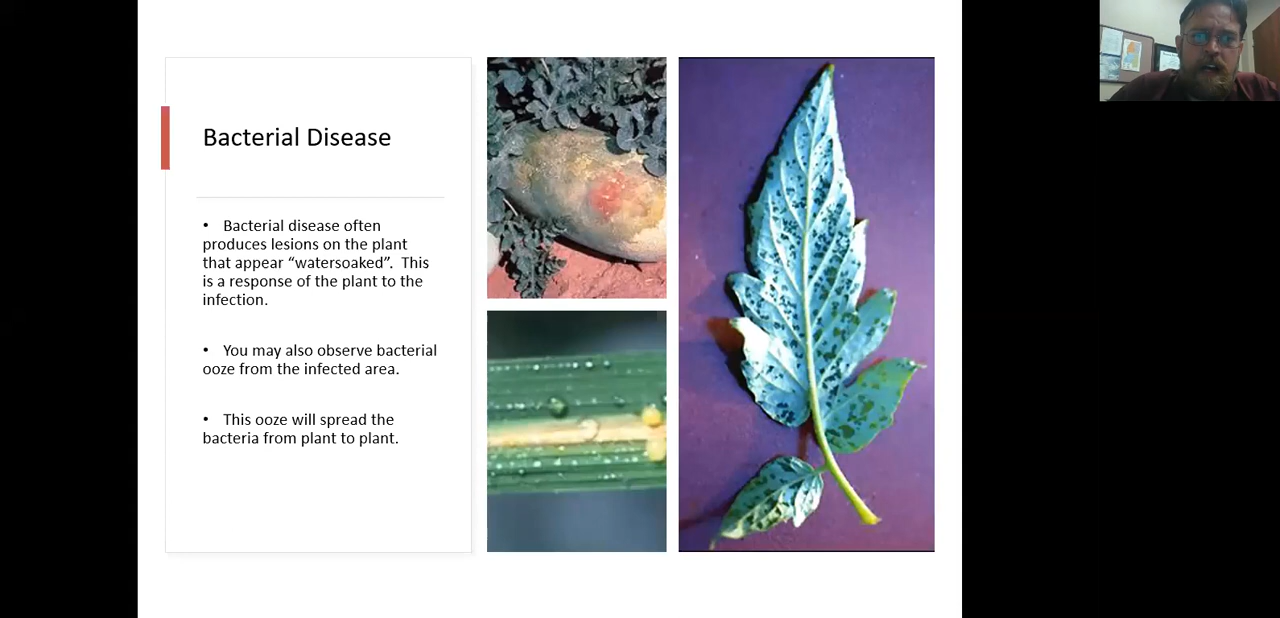 Bacterial Disease
• Bacterial disease often
produces lesions on the plant
that appear “watersoaked”. This
is a response of the plant to the
infection.
• You may also observe bacterial
ooze from the infected area.
• This ooze will spread the
bacteria from plant to plant.